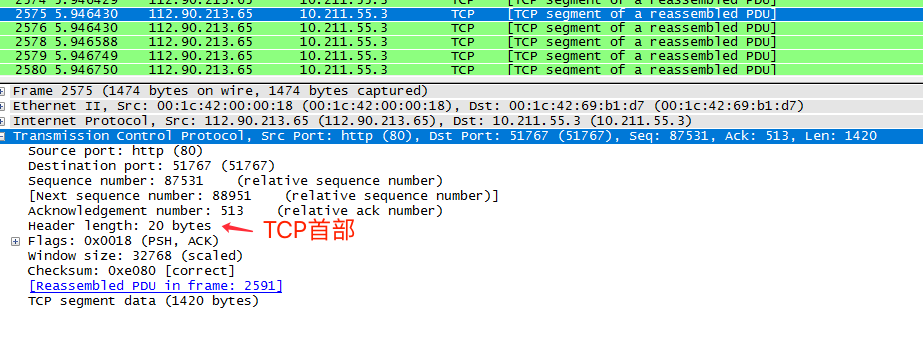 2574 5.946429 112.90.213.65 10.211.55.3 TCP [TCP segment of a reassembled PDU]
2575 5.946430 112.90.213.65 10.211.55.3 TCP [TCP segment of a reassembled PDU]
2576 5.946430 112.90.213.65 10.211.55.3 TCP [TCP segment of a reassembled PDU]
2578 5.946588 112.90.213.65 10.211.55.3 TCP [TCP segment of a reassembled PDU]
2579 5.946749 112.90.213.65 10.211.55.3 TCP [TCP segment of a reassembled PDU]
2580 5.946750 112.90.213.65 10.211.55.3 TCP [TCP segment of a reassembled PDU]
Frame 2575 (1474 bytes on wire, 1474 bytes captured)
Ethernet II, Src: 00:1c:42:00:00:18 (00:1c:42:00:00:18), Dst: 00:1c:42:69:b1:d7 (00:1c:42:69:b1:d7)
Internet Protocol, Src: 112.90.213.65 (112.90.213.65), Dst: 10.211.55.3 (10.211.55.3)
Transmission Control Protocol, Src Port: http (80), Dst Port: 51767 (51767), Seq: 87531, Ack: 513, Len: 1420
Source port: http (80)
Destination port: 51767 (51767)
Sequence number: 87531 (relative sequence number)
[Next sequence number: 88951 (relative sequence number)]
Acknowledgement number: 513 (relative ack number)
Header length: 20 bytes TCP首部
Flags: 0x0018 (PSH, ACK)
Window size: 32768 (scaled)
Checksum: 0xe080 [correct]
[Reassembled PDU in frame: 2591]
TCP segment data (1420 bytes)